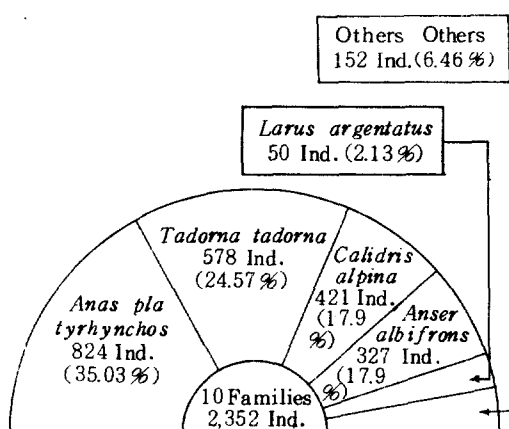 Others Others
152 Ind.(6.46%)
Larus argentatus
50 Ind.(2.13%)
Tadorna tadorna
578 Ind.
(24.57%)
Calidris
alpina
421 Ind.
(17.9
%)
Anser
albifrons
327 Ind.
(17.9
%)
Anas pla
tyrhynchos
824 Ind.
(35.03%)
10 Families
2,352 Ind.